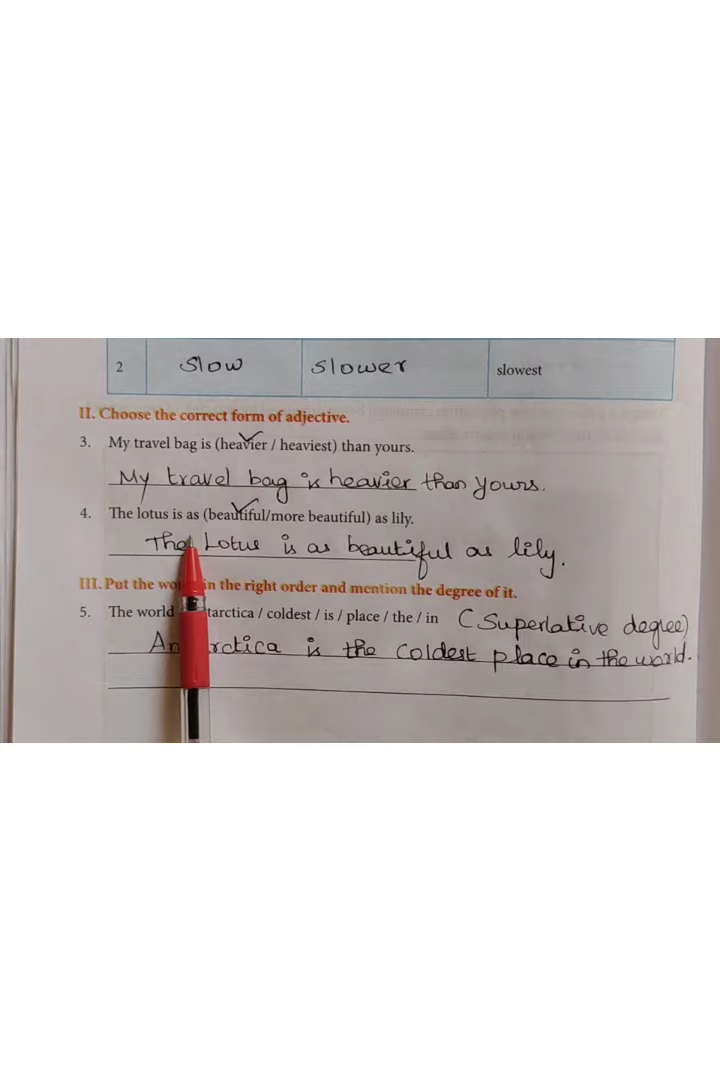 2 slow slower slowest
II. Choose the correct form of adjective.
3. My travel bag is (heavier / heaviest) than yours.
My travel bag is heavier than yours.
4. The lotus is as (beautiful/more beautiful) as lily.
The Lotus is as beautiful as lily.
III. Put the in the right order and mention the degree of it.
5. The world / coldest / is / place / the / in (Superlative degree)
is the coldest place in the world.